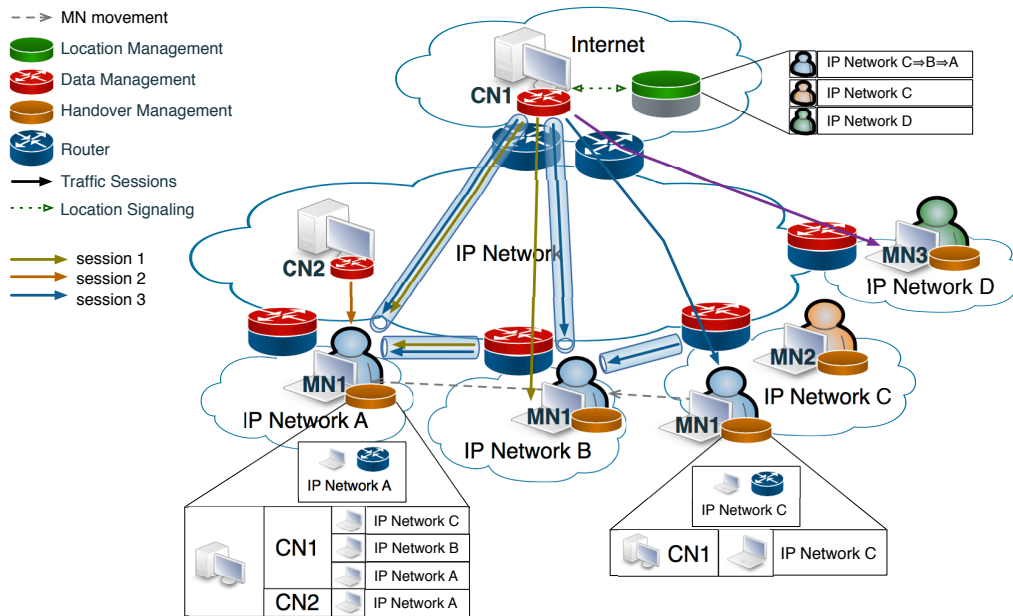 MN movement
Location Management
Data Management
Handover Management
Router
Traffic Sessions
Location Signaling
session 1
session 2
session 3
Internet
CN1
IP Network C⇒B⇒A
IP Network C
IP Network D
IP Network
CN2
MN3
IP Network D
MN2
IP Network C
MN1
IP Network A
MN1
IP Network B
MN1
IP Network A
CN1
IP Network C
IP Network B
IP Network A
CN2
IP Network A
IP Network C
CN1
IP Network C